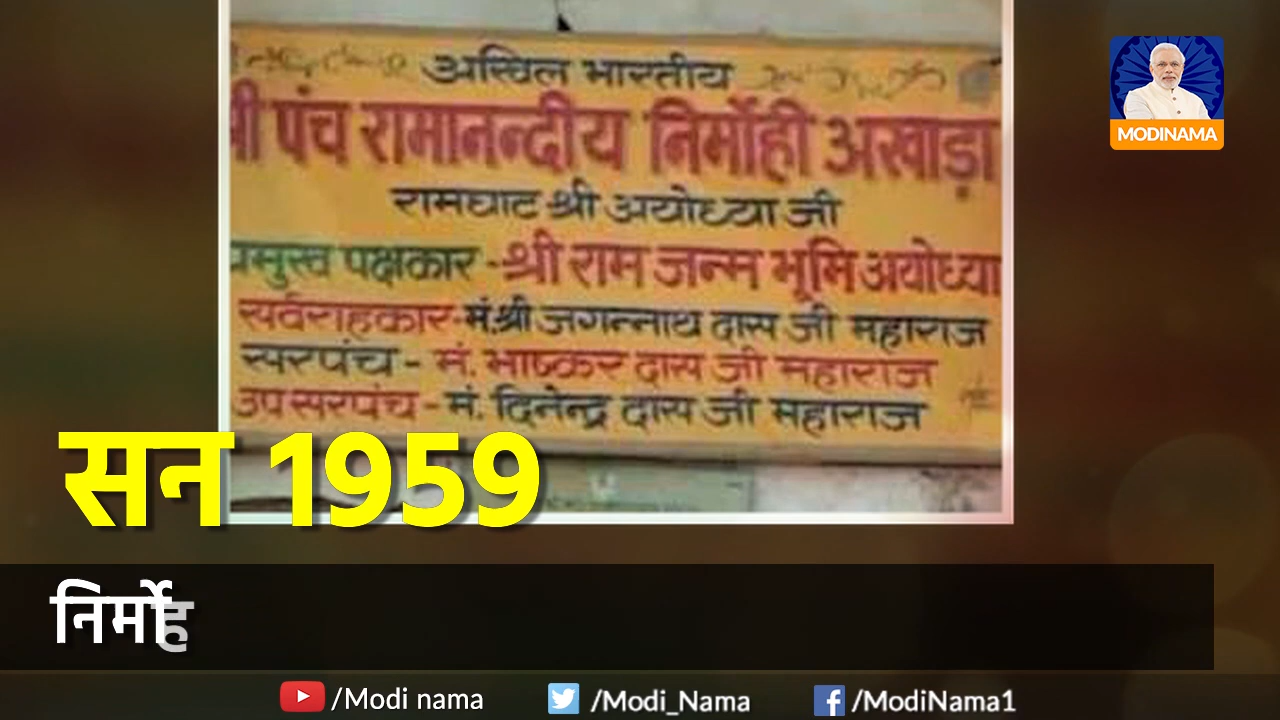 अखिल भारतीय
श्री पंच रामानन्दीय निर्मोही अखाड़ा
रामघाट श्री अयोध्या जी
प्रमुख पक्षकार - श्री राम जन्म भूमि अयोध्या
सर्वराहकार - मं. श्री जगन्नाथ दास जी महाराज
सरपंच - मं. भाष्कर दास जी महाराज
उपसरपंच - मं. दिनेन्द्र दास जी महाराज
MODINAMA
सन 1959
निर्मोह
/Modi nama /Modi_Nama /ModiNama1